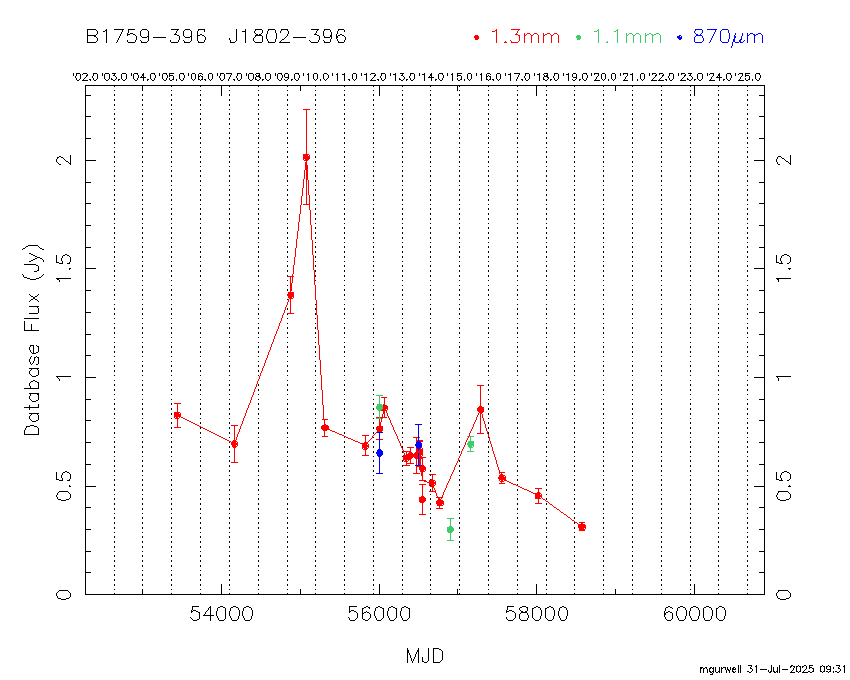 B1759-396 J1802-396 1.3mm 1.1mm 870μm
'02.0 '03.0 '04.0 '05.0 '06.0 '07.0 '08.0 '09.0 '10.0 '11.0 '12.0 '13.0 '14.0 '15.0 '16.0 '17.0 '18.0 '19.0 '20.0 '21.0 '22.0 '23.0 '24.0 '25.0
2 2
1.5 1.5
Database Flux (Jy)
1 1
0.5 0.5
0 0
54000 56000 58000 60000
MJD
mgurwell 31-Jul-2025 09:31